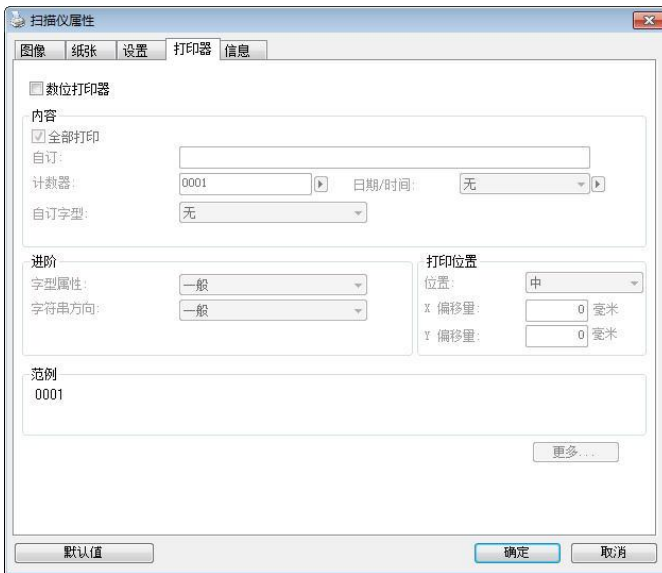 扫描仪属性
图像 纸张 设置 打印器 信息
数位打印器
内容
全部打印
自订:
计数器: 0001 日期/时间: 无
自订字型: 无
进阶
字型属性: 一般
字符串方向: 一般
打印位置
位置: 中
X 偏移量: 0 毫米
Y 偏移量: 0 毫米
范例
0001
更多...
默认值 确定 取消